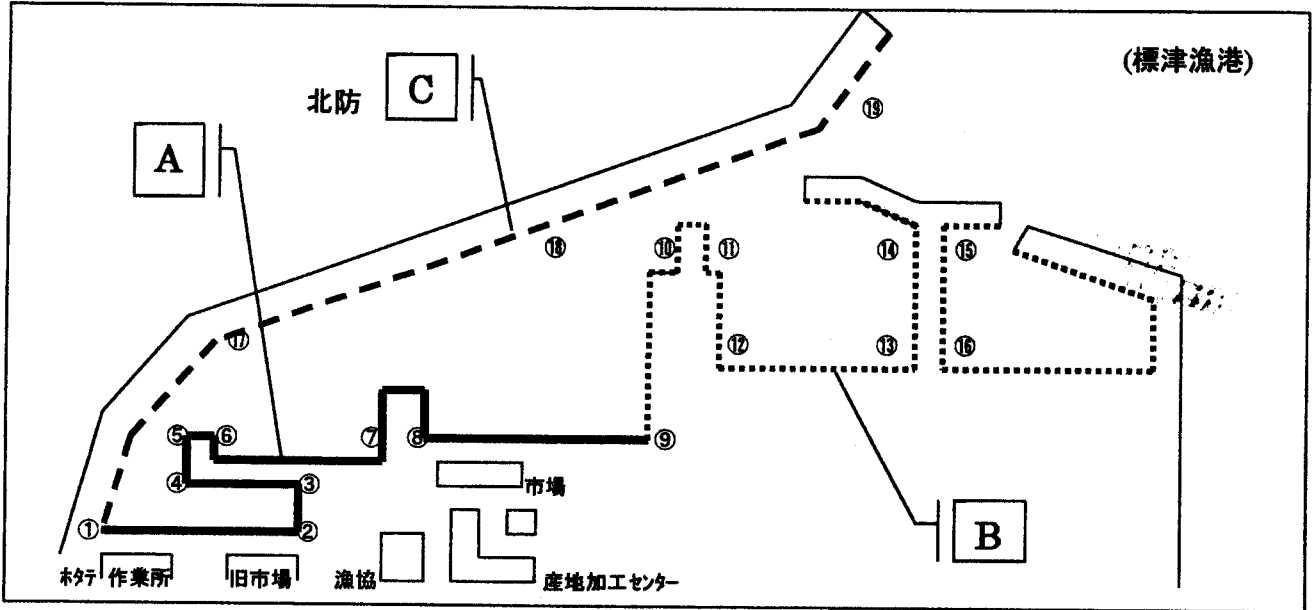 (標津漁港)
北防
C
A
⑲
⑱
⑩
⑪
⑭
⑮
⑰
⑫
⑬
⑯
⑤
⑥
⑦
⑧
⑨
④
③
市場
①
②
B
ホタテ 作業所
旧市場
漁協
産地加工センター